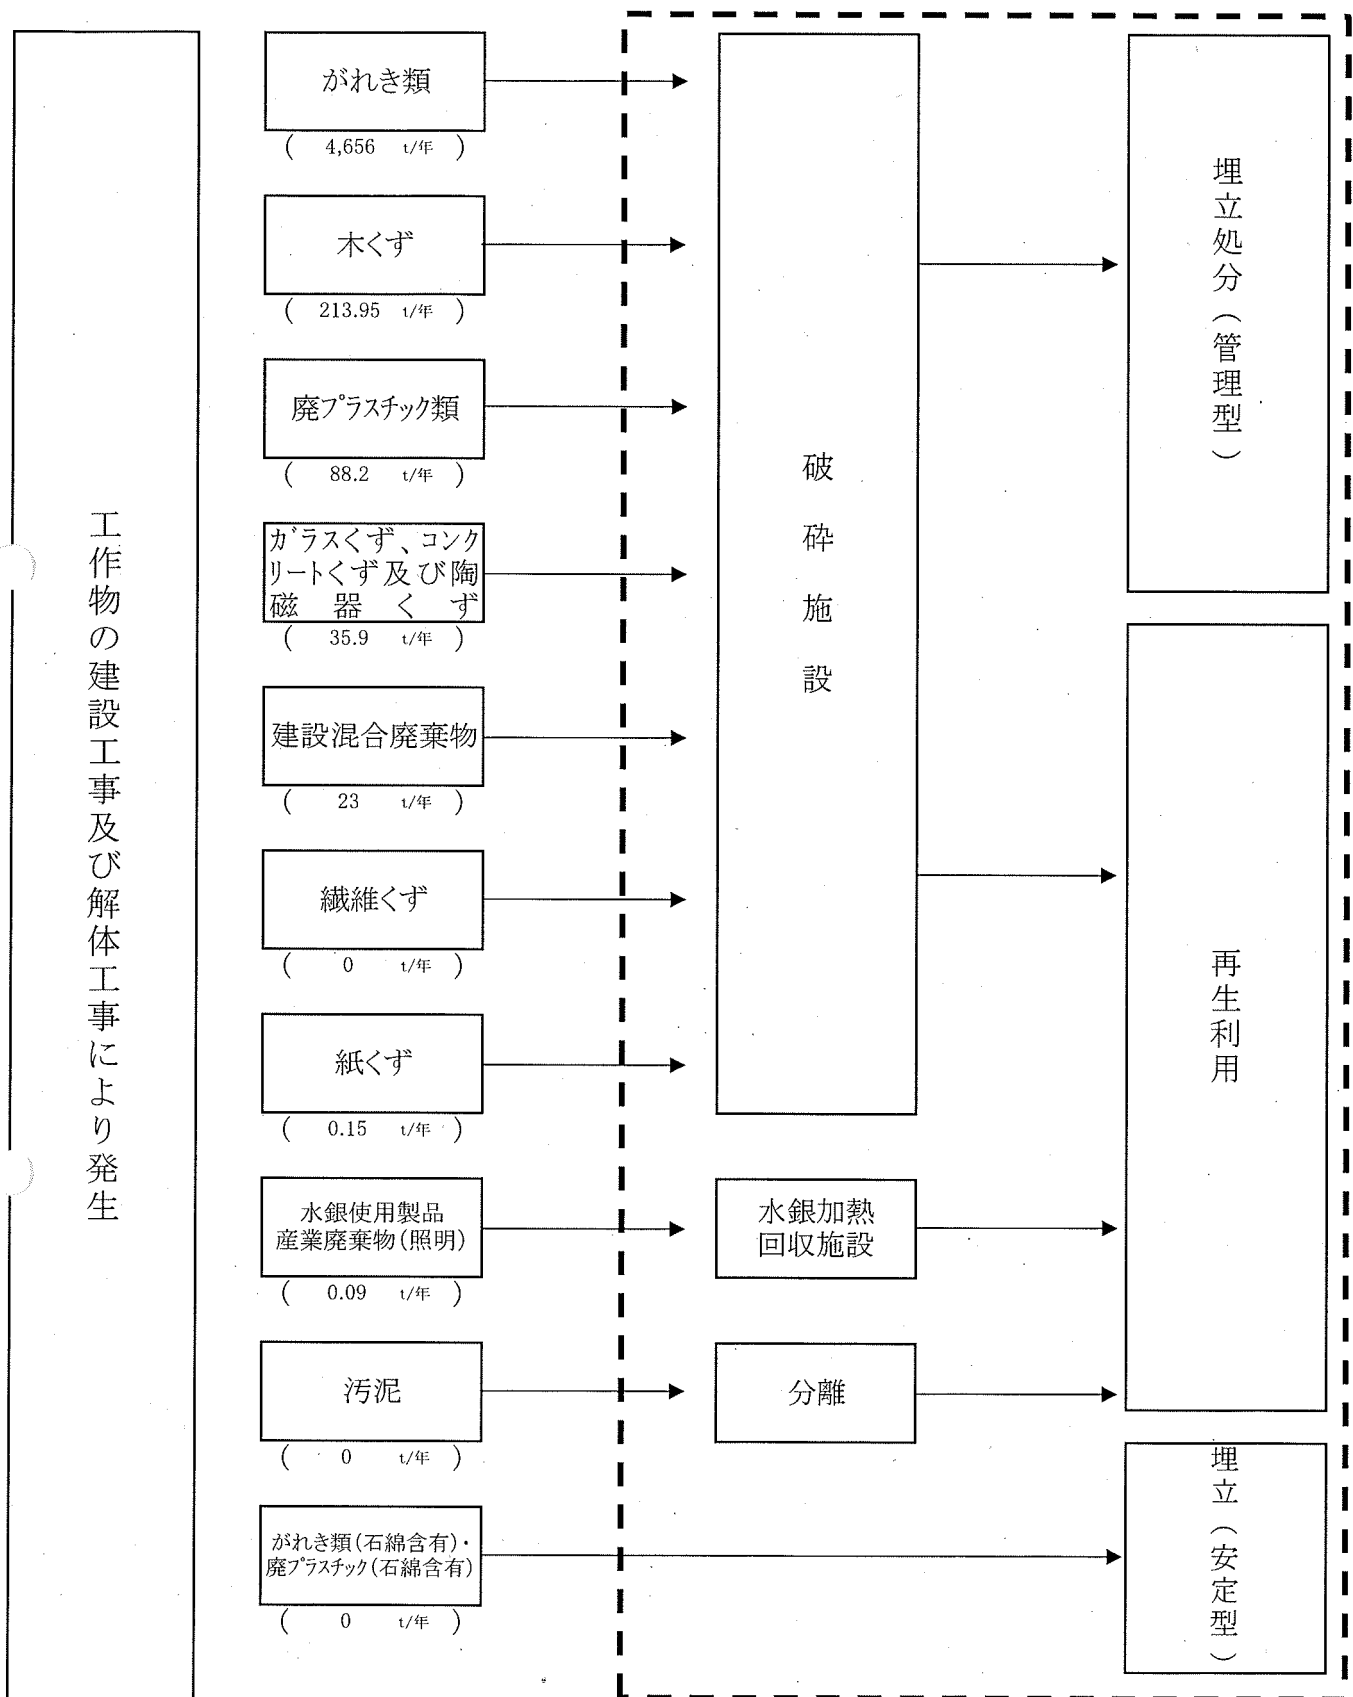 工作物の建設工事及び解体工事により発生
がれき類
( 4,656 t/年 )
木くず
( 213.95 t/年 )
廃プラスチック類
( 88.2 t/年 )
ガラスくず、コンク
リートくず及び陶
磁器くず
( 35.9 t/年 )
建設混合廃棄物
( 23 t/年 )
繊維くず
( 0 t/年 )
紙くず
( 0.15 t/年 )
水銀使用製品
産業廃棄物(照明)
( 0.09 t/年 )
汚泥
( 0 t/年 )
がれき類(石綿含有)・
廃プラスチック(石綿含有)
( 0 t/年 )
破砕施設
水銀加熱
回収施設
分離
埋立処分(管理型)
再生利用
埋立(安定型)